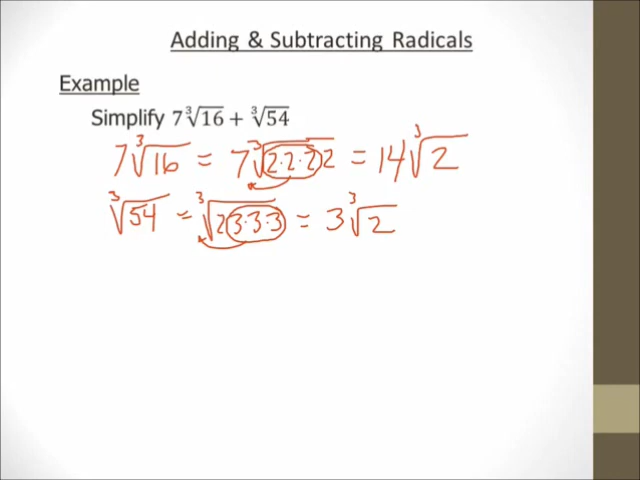 Adding & Subtracting Radicals
Example
Simplify 7∛16 + ∛54
7∛16 = 7∛2·2·2·2 = 14∛2
∛54 = ∛2·3·3·3 = 3∛2